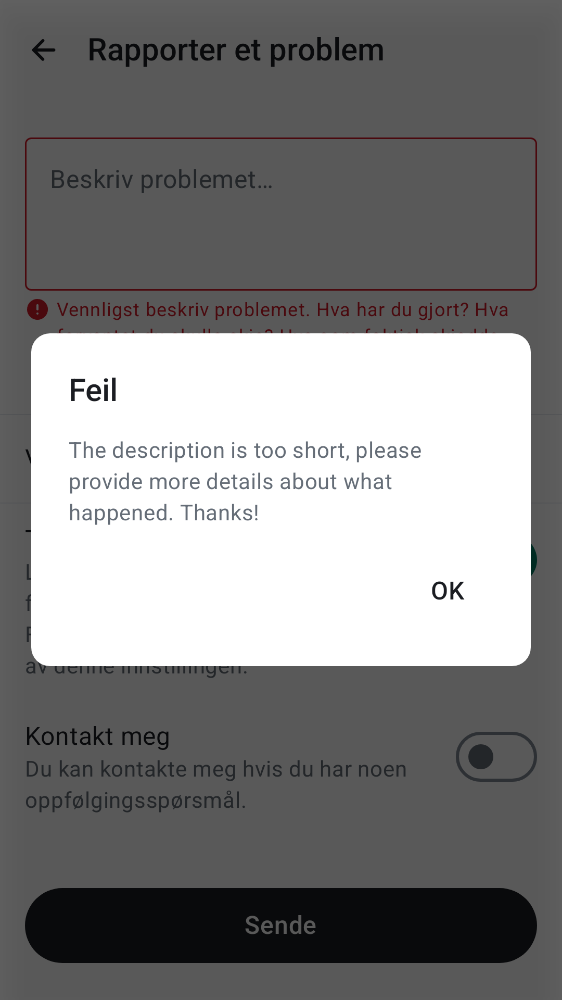 Rapporter et problem
Beskriv problemet…
Vennligst beskriv problemet. Hva har du gjort? Hva
Feil
The description is too short, please
provide more details about what
happened. Thanks!
OK
av denne innstillingen.
Kontakt meg
Du kan kontakte meg hvis du har noen
oppfølgingsspørsmål.
Sende